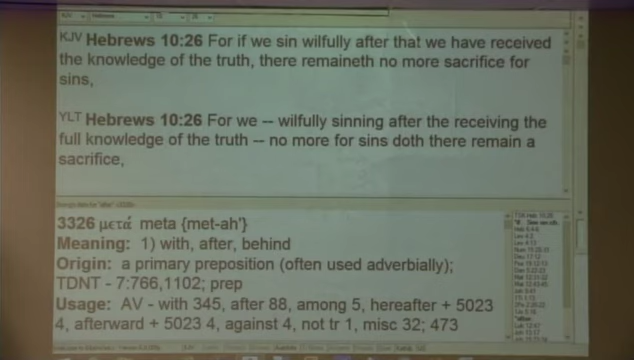 KJV Hebrews 10:26 For if we sin wilfully after that we have received
the knowledge of the truth, there remaineth no more sacrifice for
sins,
YLT Hebrews 10:26 For we -- wilfully sinning after the receiving the
full knowledge of the truth -- no more for sins doth there remain a
sacrifice,
3326 μετά meta {met-ah'}
Meaning: 1) with, after, behind
Origin: a primary preposition (often used adverbially);
TDNT - 7:766,1102; prep
Usage: AV - with 345, after 88, among 5, hereafter + 5023
4, afterward + 5023 4, against 4, not tr 1, misc 32; 473